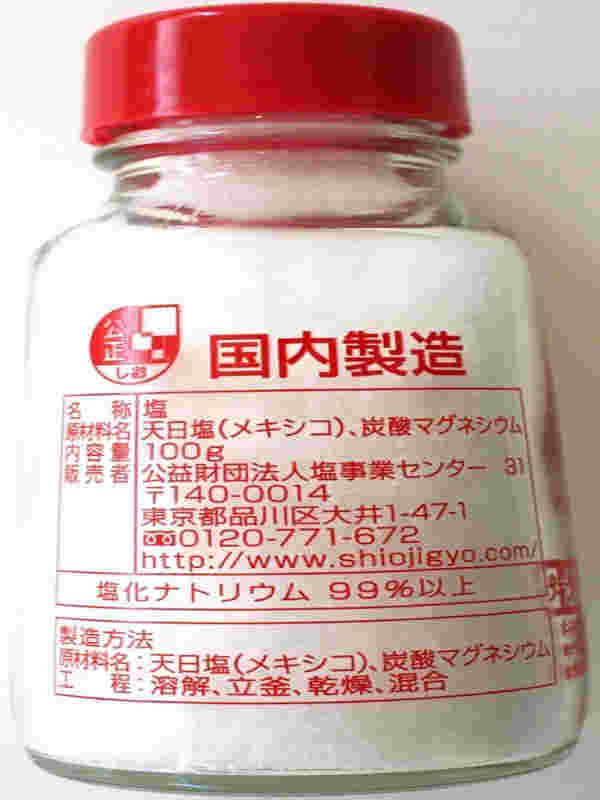 公正
しお
国内製造
名称 塩
原材料名 天日塩(メキシコ)、炭酸マグネシウム
内容量 100g
販売者 公益財団法人塩事業センター 31
〒140-0014
東京都品川区大井1-47-1
☎0120-771-672
http://www.shiojigyo.com/
塩化ナトリウム 99%以上
製造方法
原材料名:天日塩(メキシコ)、炭酸マグネシウム
工程:溶解、立釜、乾燥、混合